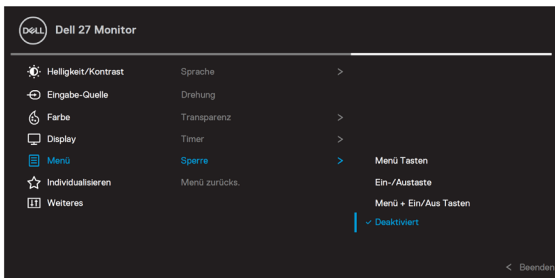 DELL Dell 27 Monitor
Helligkeit/Kontrast Sprache >
Eingabe-Quelle Drehung
Farbe Transparenz >
Display Timer >
Menü Sperre > Menü Tasten
Individualisieren Menü zurücks. Ein-/Austaste
Weiteres Menü + Ein/Aus Tasten
✓ Deaktiviert
< Beenden